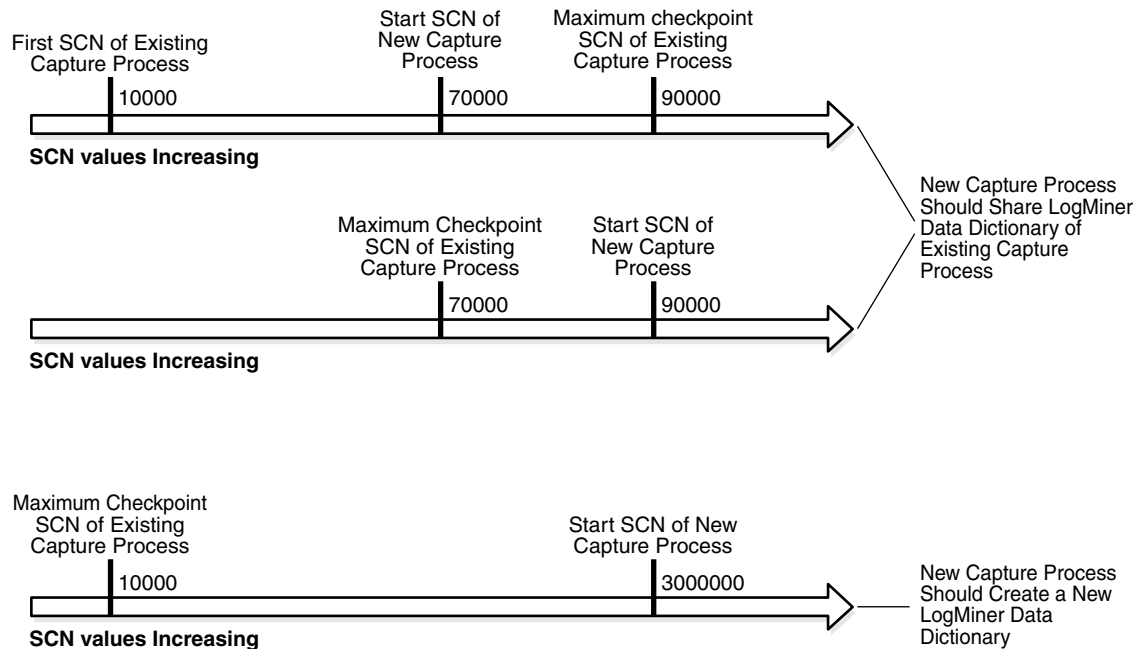 First SCN of Existing
Capture Process
10000
Start SCN of
New Capture
Process
70000
Maximum checkpoint
SCN of Existing
Capture Process
90000
SCN values Increasing
New Capture Process
Should Share LogMiner
Data Dictionary of
Existing Capture
Process
Maximum Checkpoint
SCN of Existing
Capture Process
70000
Start SCN of
New Capture
Process
90000
SCN values Increasing
Maximum Checkpoint
SCN of Existing
Capture Process
10000
Start SCN of New
Capture Process
3000000
SCN values Increasing
New Capture Process
Should Create a New
LogMiner Data
Dictionary